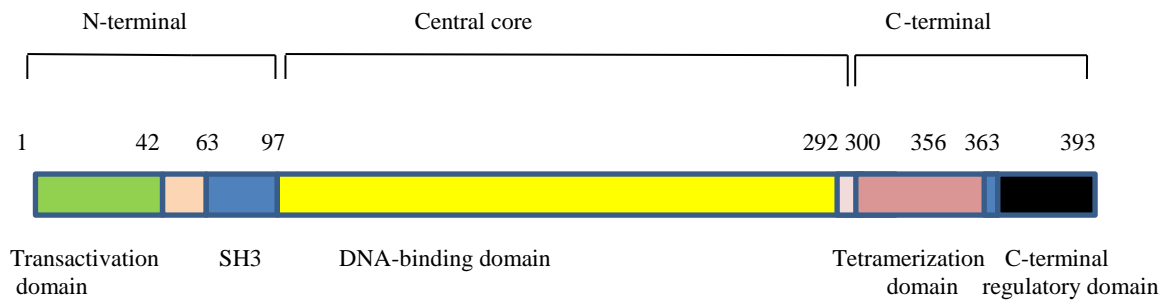 N-terminal Central core C-terminal
1 42 63 97 292 300 356 363 393
Transactivation SH3 DNA-binding domain Tetramerization C-terminal
domain domain regulatory domain